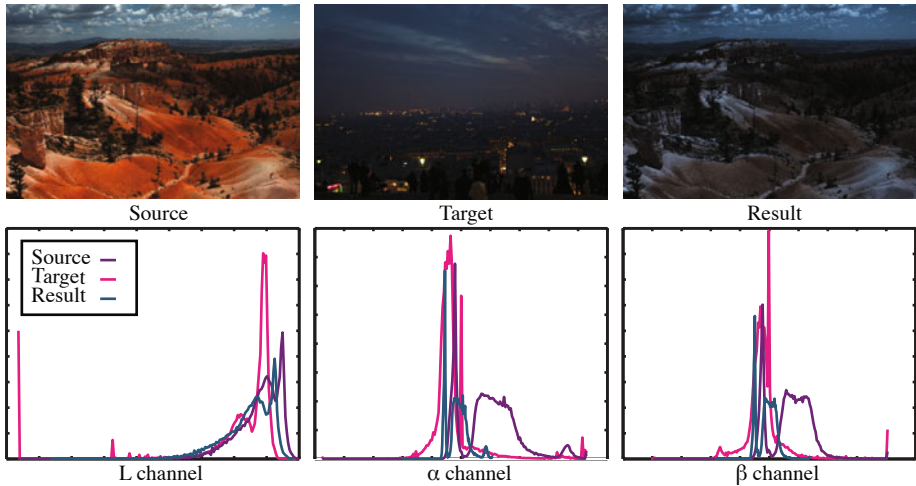 Source
Target
Result
Source
Target
Result
L channel
α channel
β channel